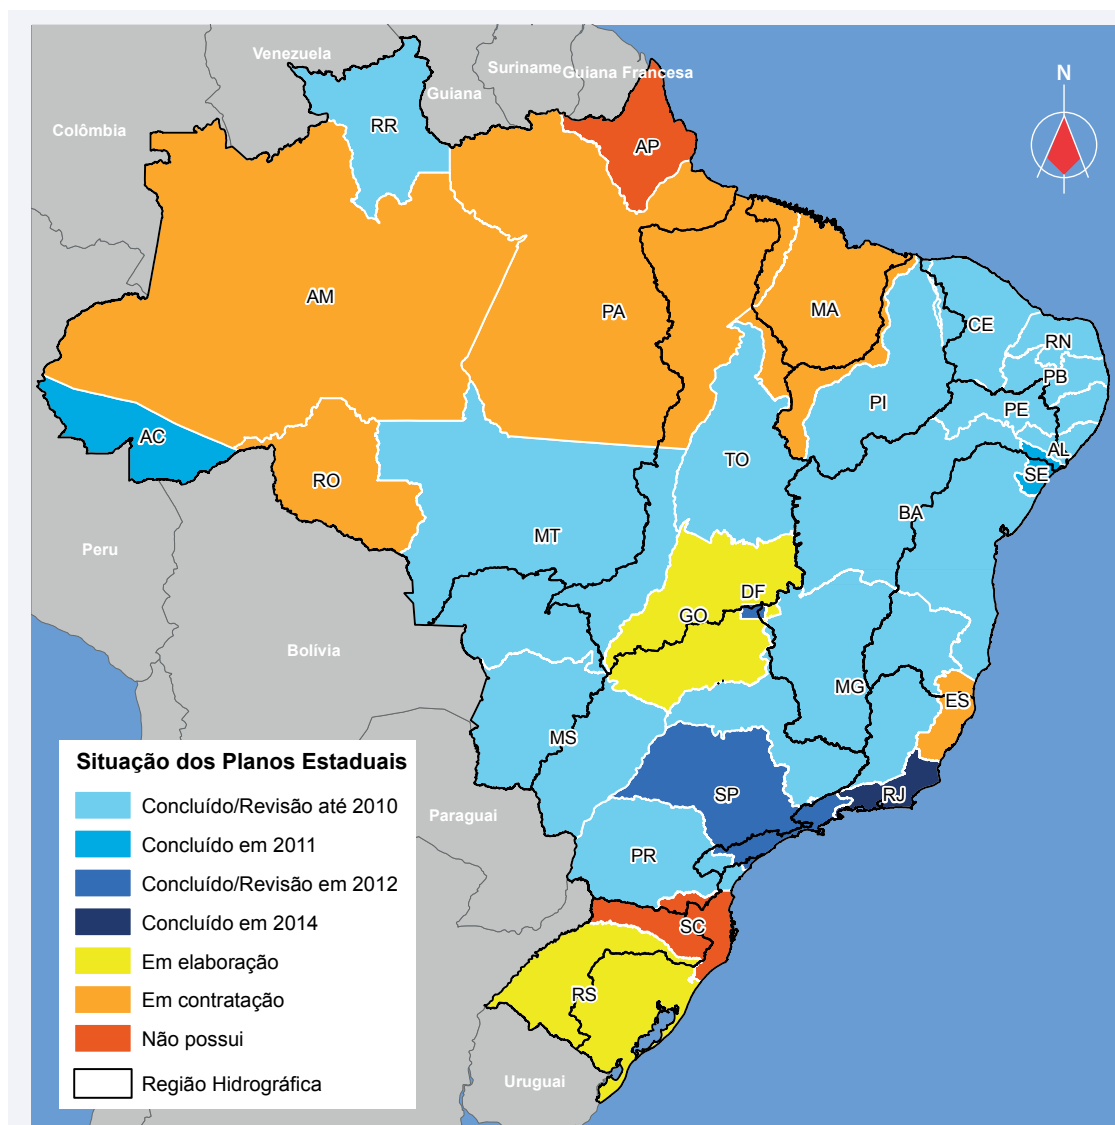 Venezuela
Suriname
Guiana Francesa
Guiana
Colômbia
N
RR
AP
AM
PA
MA
CE
RN
PB
PI
PE
AC
AL
TO
SE
RO
BA
MT
Peru
DF
GO
Bolívia
MG
ES
MS
SP
RJ
Paraguai
PR
SC
RS
Uruguai
Situação dos Planos Estaduais
Concluído/Revisão até 2010
Concluído em 2011
Concluído/Revisão em 2012
Concluído em 2014
Em elaboração
Em contratação
Não possui
Região Hidrográfica